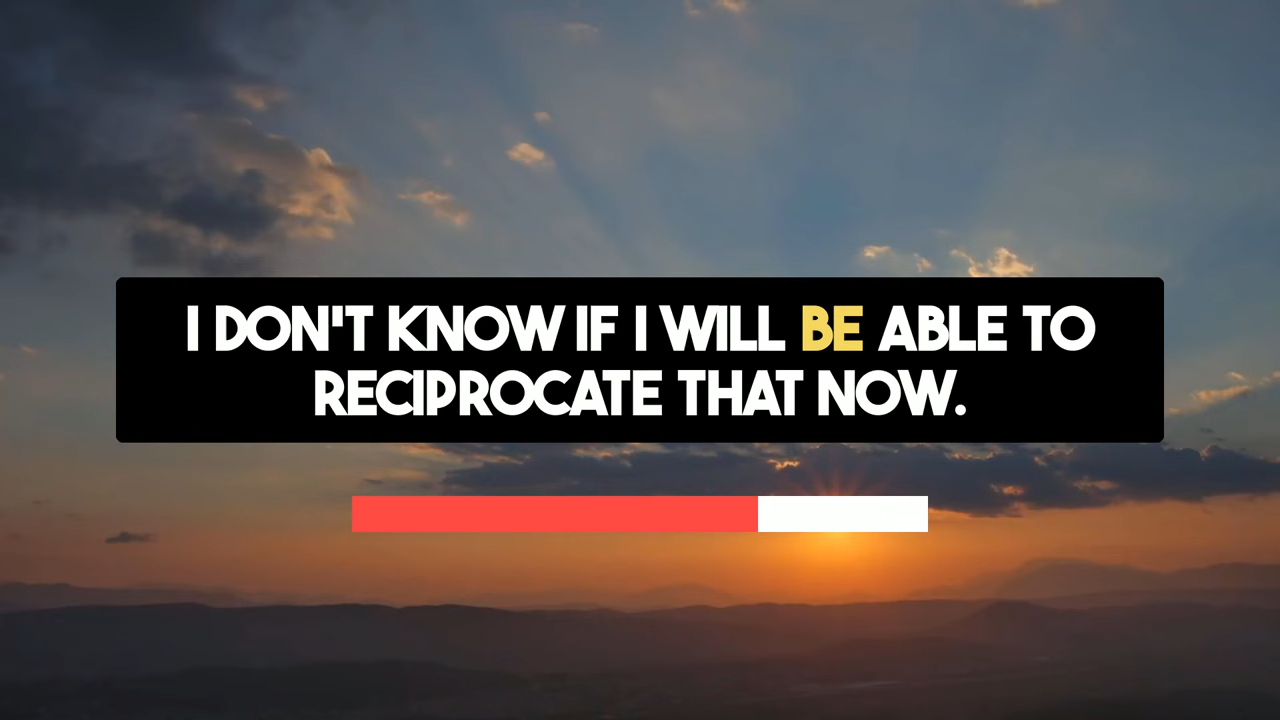 I DON'T KNOW IF I WILL BE ABLE TO
RECIPROCATE THAT NOW.